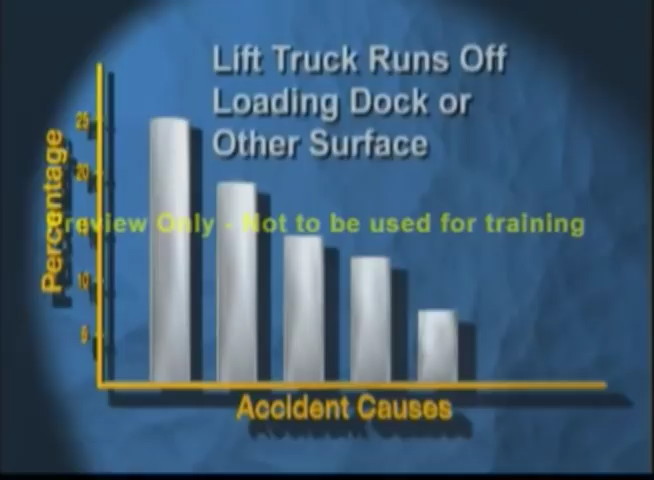 Lift Truck Runs Off
Loading Dock or
Other Surface
Percentage
25
20
10
5
Preview Only - Not to be used for training
Accident Causes